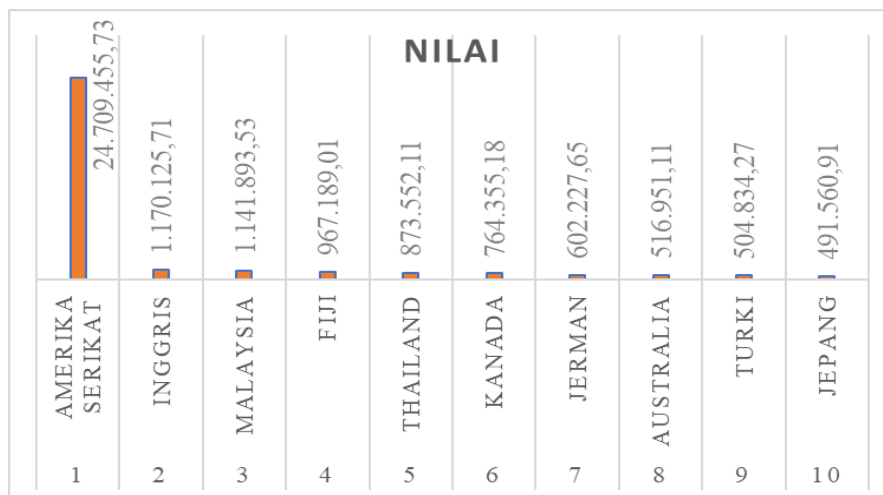 NILAI
24.709.455,73
1.170.125,71
1.141.893,53
967.189,01
873.552,11
764.355,18
602.227,65
516.951,11
504.834,27
491.560,91
AMERIKA
SERIKAT
INGGRIS
MALAYSIA
FIJI
THAILAND
KANADA
JERMAN
AUSTRALIA
TURKI
JEPANG
1 2 3 4 5 6 7 8 9 10